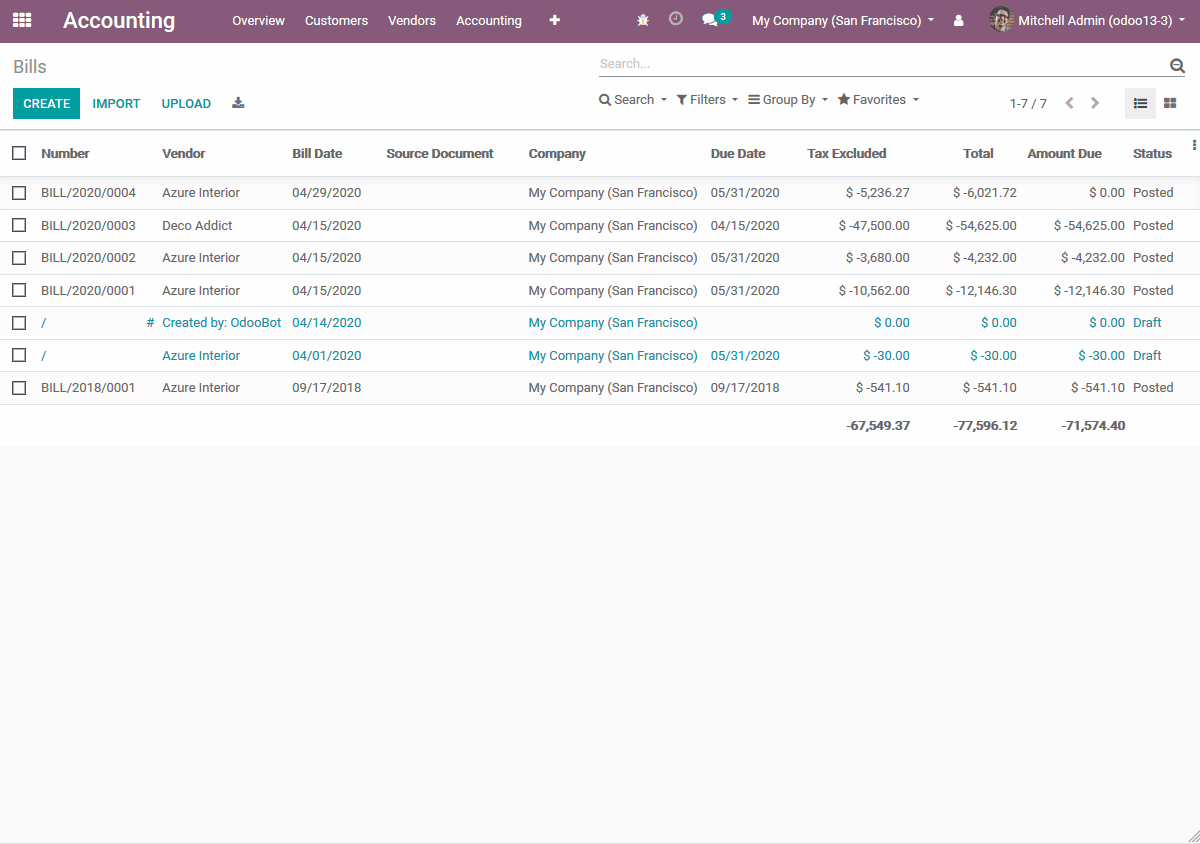 Accounting Overview Customers Vendors Accounting 3 My Company (San Francisco) Mitchell Admin (odoo13-3)
Bills Search...
CREATE IMPORT UPLOAD Search Filters Group By Favorites 1-7 / 7
Number Vendor Bill Date Source Document Company Due Date Tax Excluded Total Amount Due Status
BILL/2020/0004 Azure Interior 04/29/2020 My Company (San Francisco) 05/31/2020 $ -5,236.27 $ -6,021.72 $ 0.00 Posted
BILL/2020/0003 Deco Addict 04/15/2020 My Company (San Francisco) 04/15/2020 $ -47,500.00 $ -54,625.00 $ -54,625.00 Posted
BILL/2020/0002 Azure Interior 04/15/2020 My Company (San Francisco) 05/31/2020 $ -3,680.00 $ -4,232.00 $ -4,232.00 Posted
BILL/2020/0001 Azure Interior 04/15/2020 My Company (San Francisco) 05/31/2020 $ -10,562.00 $ -12,146.30 $ -12,146.30 Posted
/ # Created by: OdooBot 04/14/2020 My Company (San Francisco) $ 0.00 $ 0.00 $ 0.00 Draft
/ Azure Interior 04/01/2020 My Company (San Francisco) 05/31/2020 $ -30.00 $ -30.00 $ -30.00 Draft
BILL/2018/0001 Azure Interior 09/17/2018 My Company (San Francisco) 09/17/2018 $ -541.10 $ -541.10 $ -541.10 Posted
-67,549.37 -77,596.12 -71,574.40